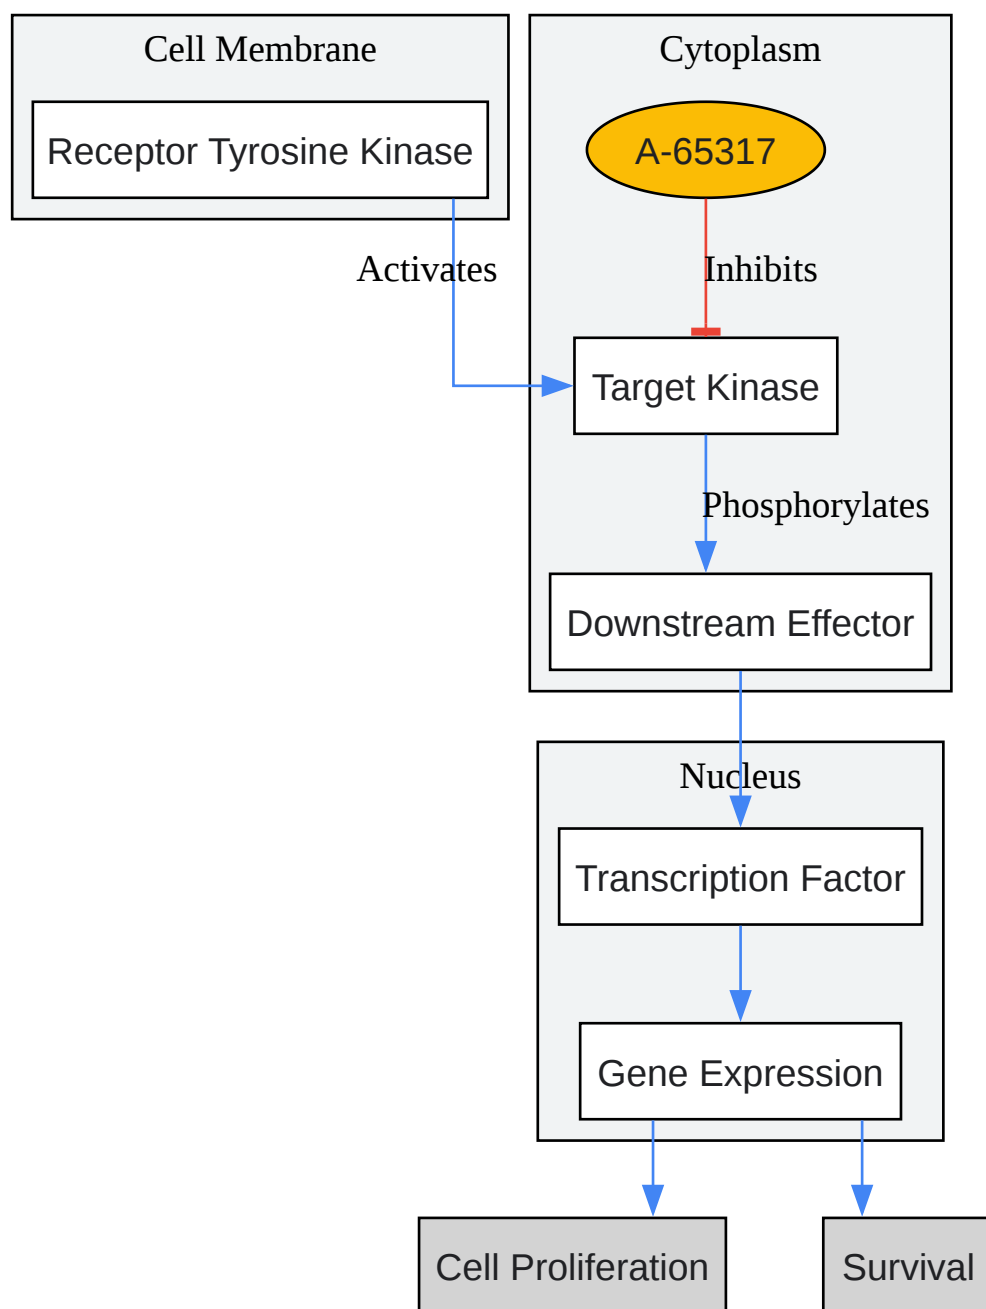 Cell Membrane
Cytoplasm
Receptor Tyrosine Kinase
A-65317
Activates
Inhibits
Target Kinase
Phosphorylates
Downstream Effector
Nucleus
Transcription Factor
Gene Expression
Cell Proliferation
Survival